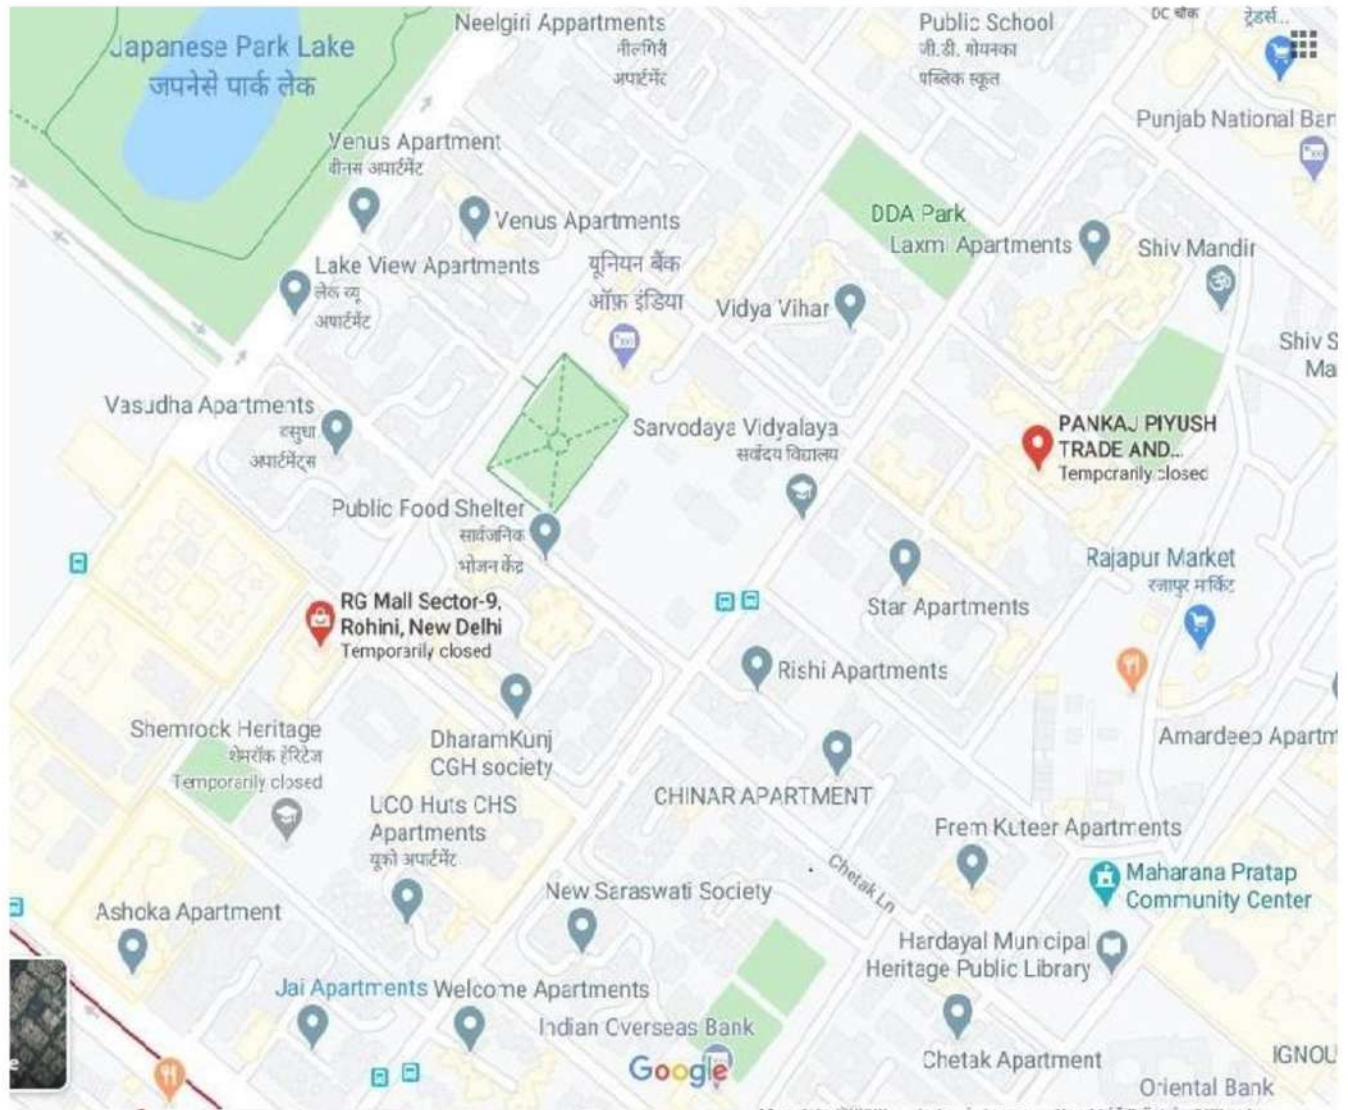 Japanese Park Lake
जपनेसे पार्क लेक
Neelgiri Appartments
नीलगिरी
अपार्टमेंट
Public School
जी.डी. गोयनका
पब्लिक स्कूल
DC चौक
ट्रेडर्स...
Punjab National Ban
Venus Apartment
वीनस अपार्टमेंट
Venus Apartments
DDA Park
Laxmi Apartments
Shiv Mandir
Lake View Apartments
लेक व्यू
अपार्टमेंट
यूनियन बैंक
ऑफ़ इंडिया
Vidya Vihar
Shiv S
Ma
Vasudha Apartments
वसुधा
अपार्टमेंट्स
Sarvodaya Vidyalaya
सर्वोदय विद्यालय
PANKAJ PIYUSH
TRADE AND...
Temporarily closed
Public Food Shelter
सार्वजनिक
भोजन केंद्र
Rajapur Market
रजापुर मर्किट
RG Mall Sector-9,
Rohini, New Delhi
Temporarily closed
Star Apartments
Rishi Apartments
Shemrock Heritage
शेमरॉक हेरिटेज
Temporarily closed
DharamKunj
CGH society
Amardeep Apartm
CHINAR APARTMENT
UCO Huts CHS
Apartments
यूको अपार्टमेंट
Prem Kuteer Apartments
Chetak Ln
Maharana Pratap
Community Center
New Saraswati Society
Ashoka Apartment
Hardayal Municipal
Heritage Public Library
Jai Apartments
Welcome Apartments
Indian Overseas Bank
Google
Chetak Apartment
IGNOU
Oriental Bank